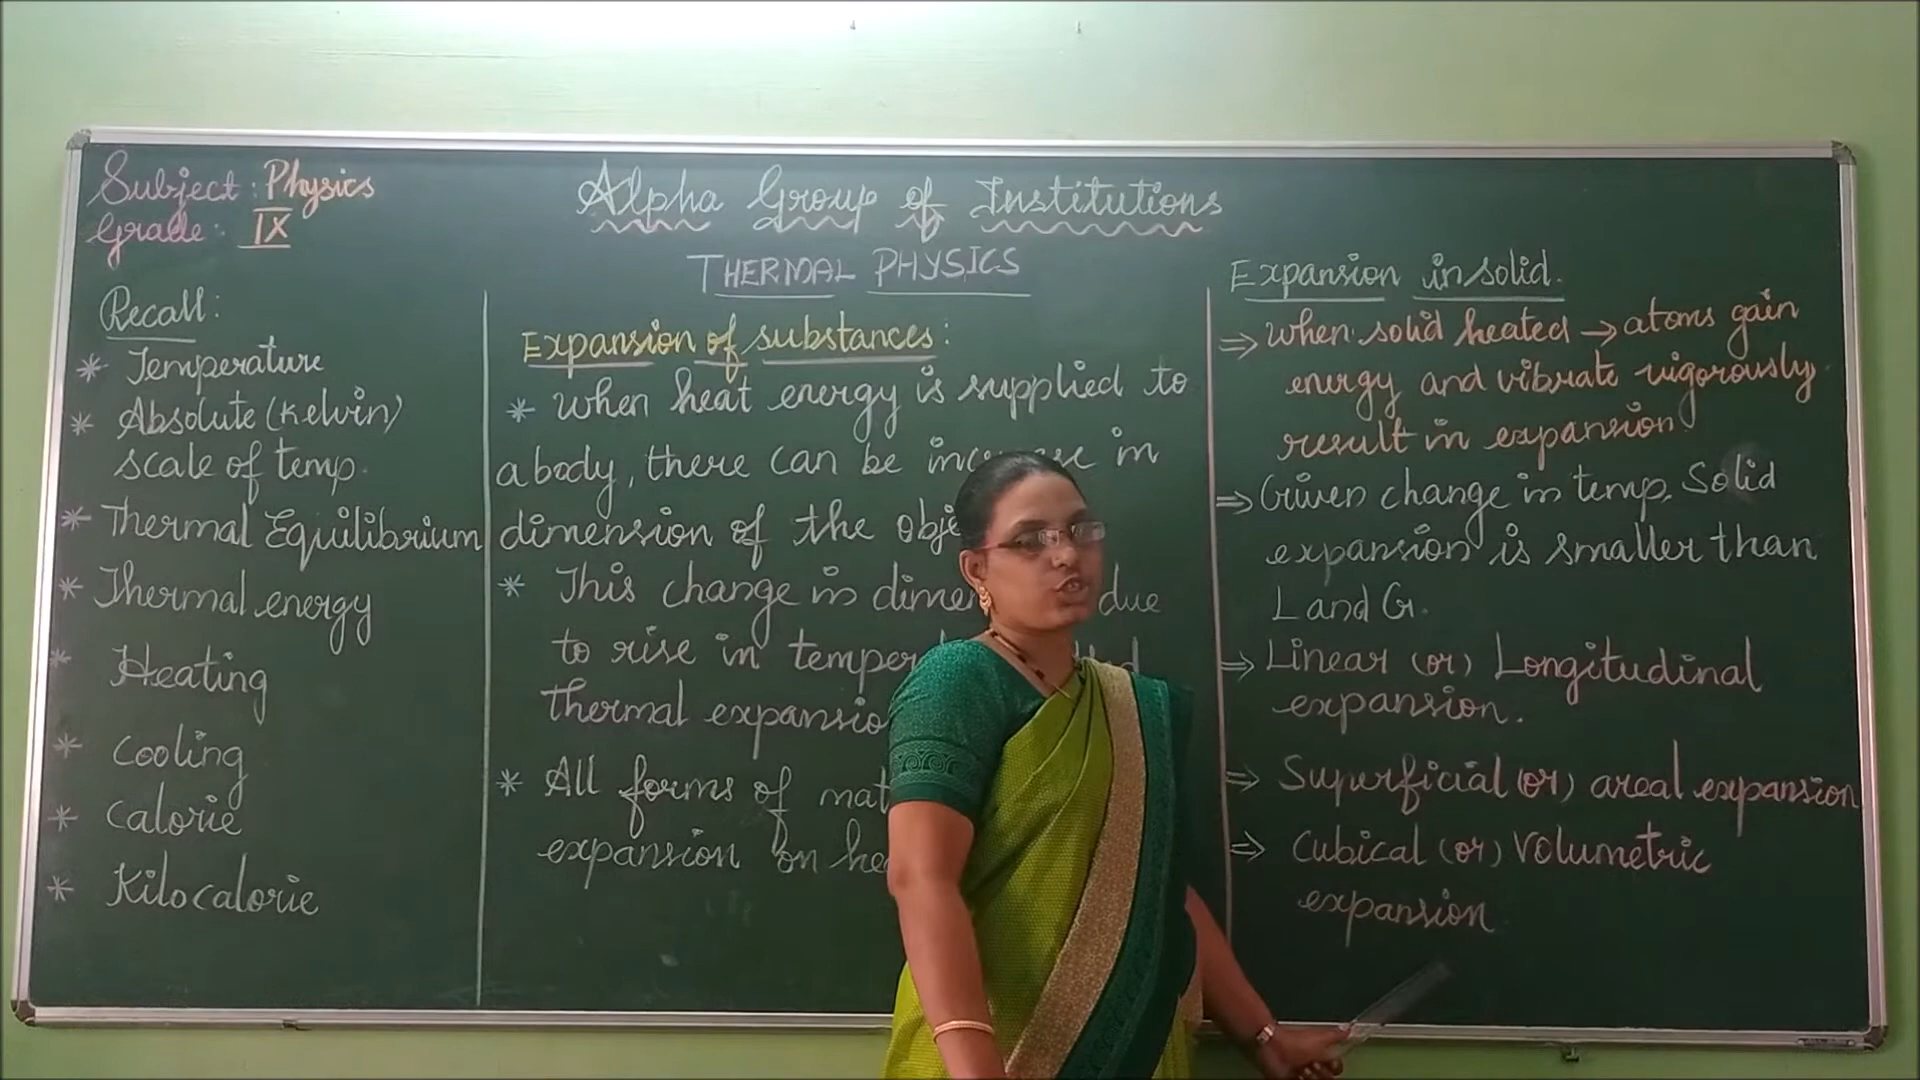 Subject: Physics
Grade: IX
Alpha Group of Institutions
THERMAL PHYSICS
Recall:
* Temperature
* Absolute (Kelvin)
scale of temp.
* Thermal Equilibrium
* Thermal energy
* Heating
* Cooling
* Calorie
* Kilocalorie
Expansion of substances:
* When heat energy is supplied to
a body, there can be increase in
dimension of the obje
* This change in dimen due
to rise in temper
thermal expansio
* All forms of mat
expansion on hea
Expansion in solid.
⇒ When solid heated → atoms gain
energy and vibrate vigorously
result in expansion
⇒ Given change in temp. Solid
expansion is smaller than
L and G.
⇒ Linear (or) Longitudinal
expansion.
⇒ Superficial (or) areal expansion
⇒ Cubical (or) Volumetric
expansion.